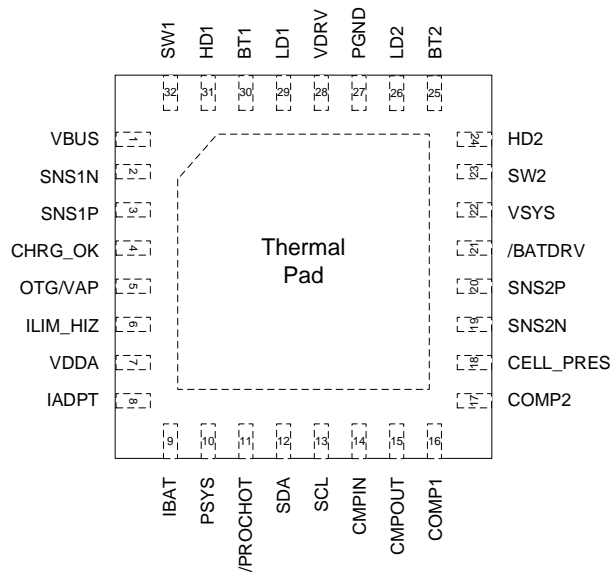 SW1
HD1
BT1
LD1
VDRV
PGND
LD2
BT2
32
31
30
29
28
27
26
25
VBUS
1
SNS1N
2
SNS1P
3
CHRG_OK
4
OTG/VAP
5
ILIM_HIZ
6
VDDA
7
IADPT
8
Thermal
Pad
24
HD2
23
SW2
22
VSYS
21
/BATDRV
20
SNS2P
19
SNS2N
18
CELL_PRES
17
COMP2
9
10
11
12
13
14
15
16
IBAT
PSYS
/PROCHOT
SDA
SCL
CMPIN
CMPOUT
COMP1